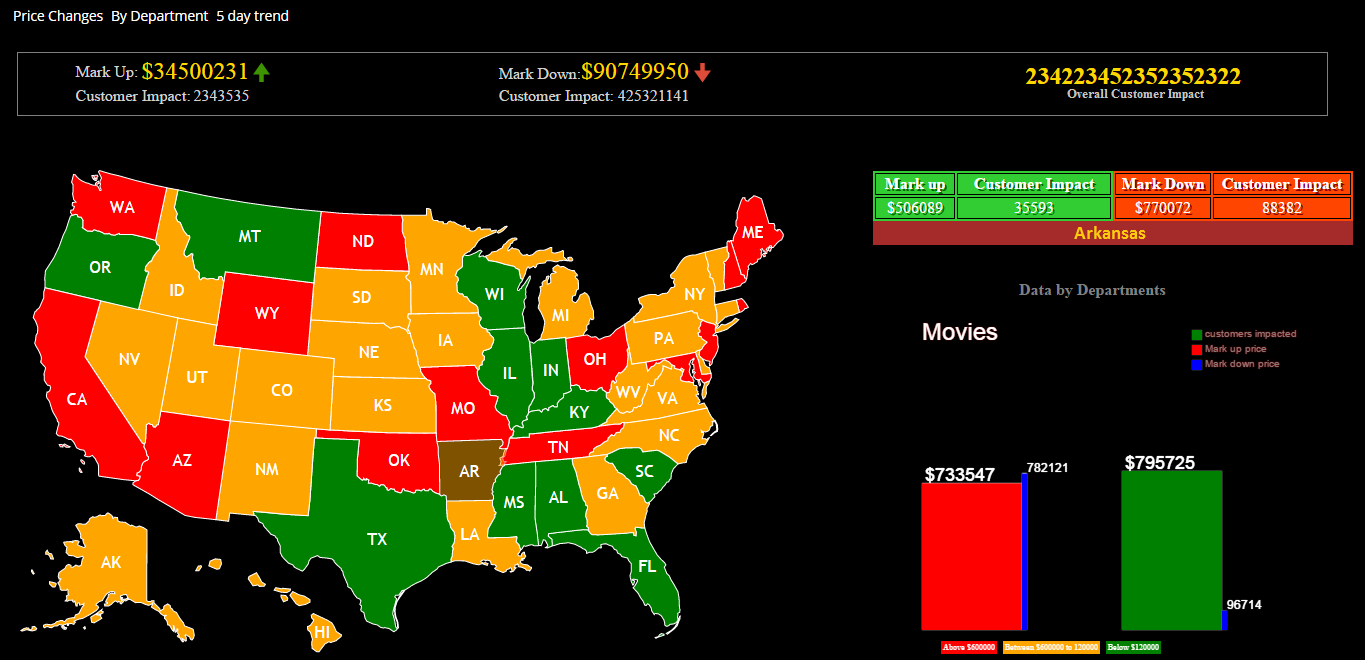 Price Changes By Department 5 day trend
Mark Up: $34500231
Customer Impact: 2343535
Mark Down:$90749950
Customer Impact: 425321141
234223452352352322
Overall Customer Impact
Mark up Customer Impact Mark Down Customer Impact
$506089 35593 $770072 88382
Arkansas
Data by Departments
Movies
customers impacted
Mark up price
Mark down price
WA
MT
ND
ME
OR
MN
ID
SD
WI
NY
WY
MI
IA
PA
NE
NV
OH
UT
IL
IN
CO
WV
VA
CA
KS
MO
KY
NC
TN
AZ
OK
NM
AR
SC
MS
AL
GA
TX
LA
AK
FL
HI
$733547
782121
$795725
96714
Above $600000
Between $600000 to 120000
Below $120000